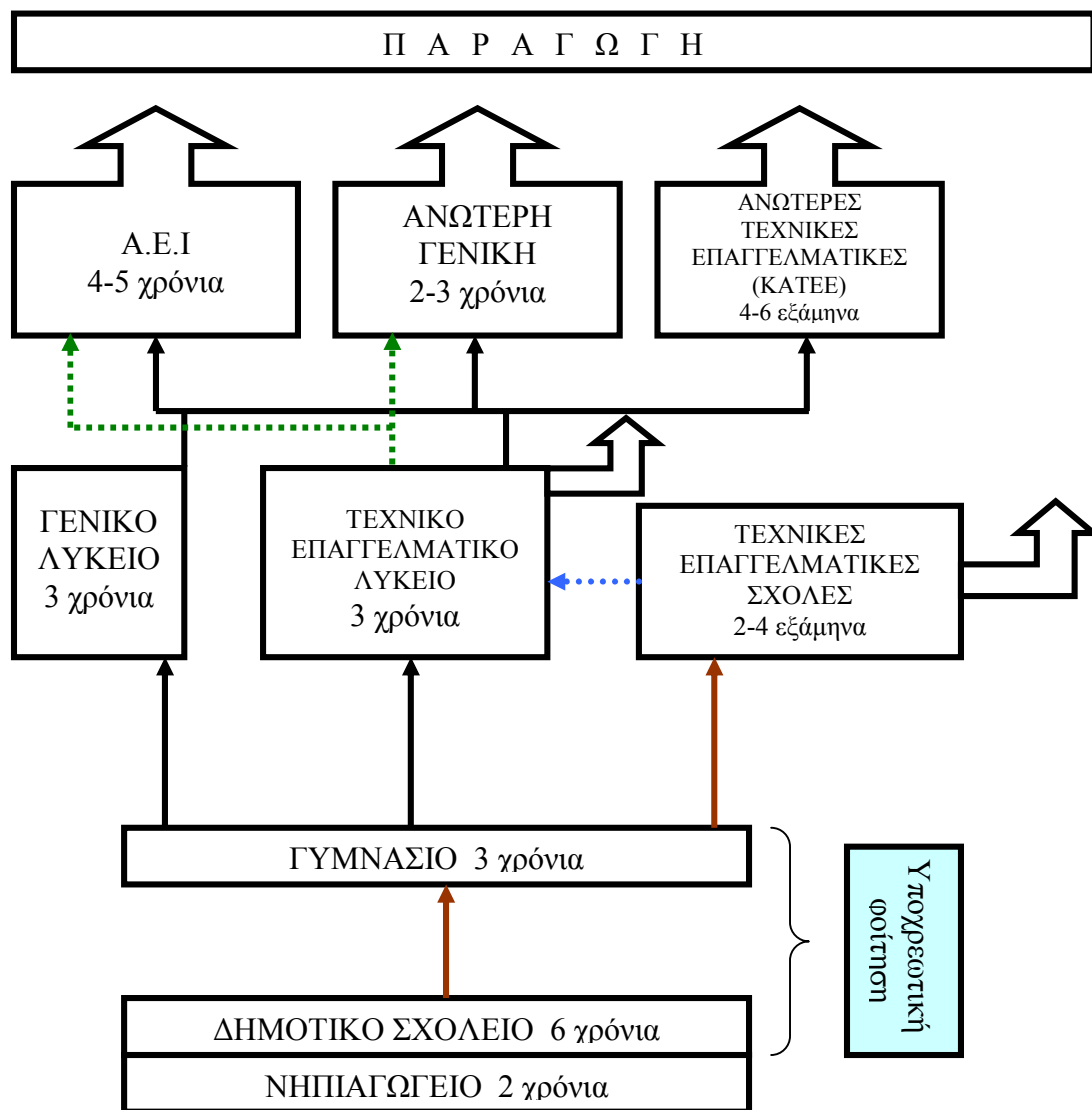 Π Α Ρ Α Γ Ω Γ Η
Α.Ε.Ι
4-5 χρόνια
ΑΝΩΤΕΡΗ
ΓΕΝΙΚΗ
2-3 χρόνια
ΑΝΩΤΕΡΕΣ
ΤΕΧΝΙΚΕΣ
ΕΠΑΓΓΕΛΜΑΤΙΚΕΣ
(ΚΑΤΕΕ)
4-6 εξάμηνα
ΓΕΝΙΚΟ
ΛΥΚΕΙΟ
3 χρόνια
ΤΕΧΝΙΚΟ
ΕΠΑΓΓΕΛΜΑΤΙΚΟ
ΛΥΚΕΙΟ
3 χρόνια
ΤΕΧΝΙΚΕΣ
ΕΠΑΓΓΕΛΜΑΤΙΚΕΣ
ΣΧΟΛΕΣ
2-4 εξάμηνα
ΓΥΜΝΑΣΙΟ 3 χρόνια
Υποχρεωτική
φοίτηση
ΔΗΜΟΤΙΚΟ ΣΧΟΛΕΙΟ 6 χρόνια
ΝΗΠΙΑΓΩΓΕΙΟ 2 χρόνια